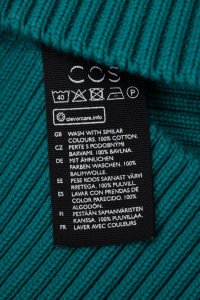 COS
40 P
clevercare.info
GB WASH WITH SIMILAR
COLOURS. 100% COTTON.
CZ PERTE S PODOBNÝMI
BARVAMI. 100% BAVLNA.
DE MIT ÄHNLICHEN
FARBEN WASCHEN. 100%
BAUMWOLLE.
EE PESE KOOS SARNAST VÄRVI
RIIETEGA. 100% PUUVILL.
ES LAVAR CON PRENDAS DE
COLOR PARECIDO. 100%
ALGODÓN.
FI PESTÄÄN SAMANVÄRISTEN
KANSSA. 100% PUUVILLAA.
FR LAVER AVEC COULEURS